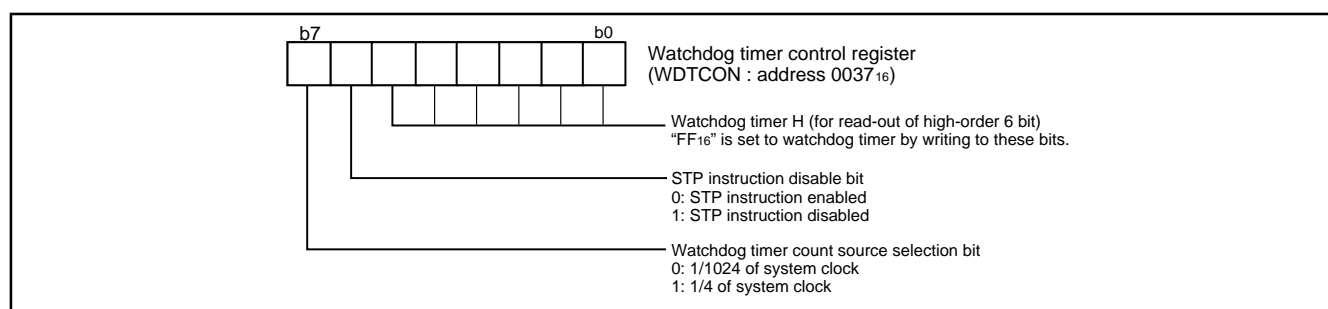 b7
b0
Watchdog timer control register
(WDTCON : address 003716)
Watchdog timer H (for read-out of high-order 6 bit)
“FF16” is set to watchdog timer by writing to these bits.
STP instruction disable bit
0: STP instruction enabled
1: STP instruction disabled
Watchdog timer count source selection bit
0: 1/1024 of system clock
1: 1/4 of system clock